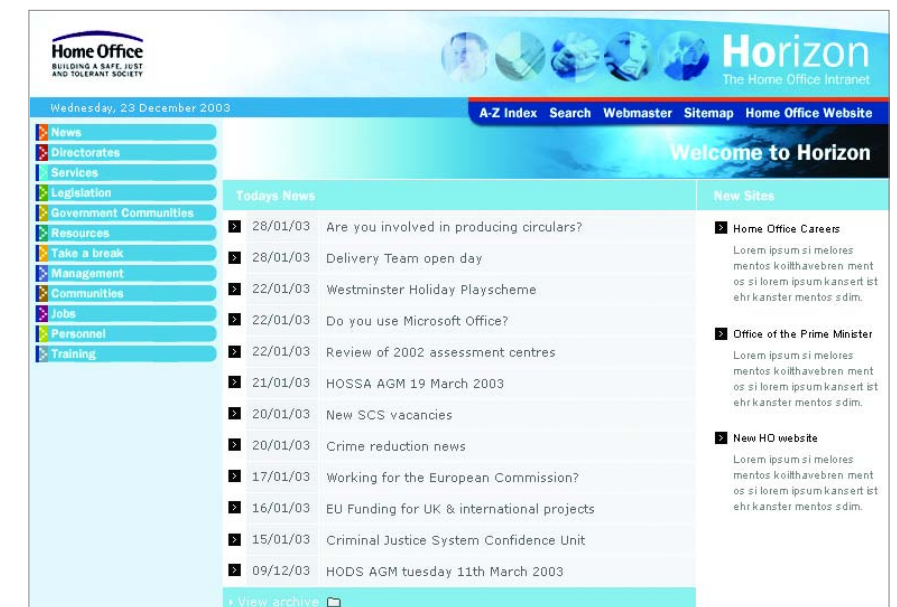 Home Office
BUILDING A SAFE, JUST
AND TOLERANT SOCIETY
Horizon
The Home Office Intranet
Wednesday, 23 December 2003
A-Z Index Search Webmaster Sitemap Home Office Website
Welcome to Horizon
News
Directorates
Services
Legislation
Government Communities
Resources
Take a break
Management
Communities
Jobs
Personnel
Training
Todays News
28/01/03 Are you involved in producing circulars?
28/01/03 Delivery Team open day
22/01/03 Westminster Holiday Playscheme
22/01/03 Do you use Microsoft Office?
22/01/03 Review of 2002 assessment centres
21/01/03 HOSSA AGM 19 March 2003
20/01/03 New SCS vacancies
20/01/03 Crime reduction news
17/01/03 Working for the European Commission?
16/01/03 EU Funding for UK & international projects
15/01/03 Criminal Justice System Confidence Unit
09/12/03 HODS AGM tuesday 11th March 2003
View archive
New Sites
Home Office Careers
Lorem ipsum si melores
mentos koilthavebren ment
os si lorem ipsum kansert ist
ehr kanster mentos sdim.
Office of the Prime Minister
Lorem ipsum si melores
mentos koilthavebren ment
os si lorem ipsum kansert ist
ehr kanster mentos sdim.
New HO website
Lorem ipsum si melores
mentos koilthavebren ment
os si lorem ipsum kansert ist
ehr kanster mentos sdim.